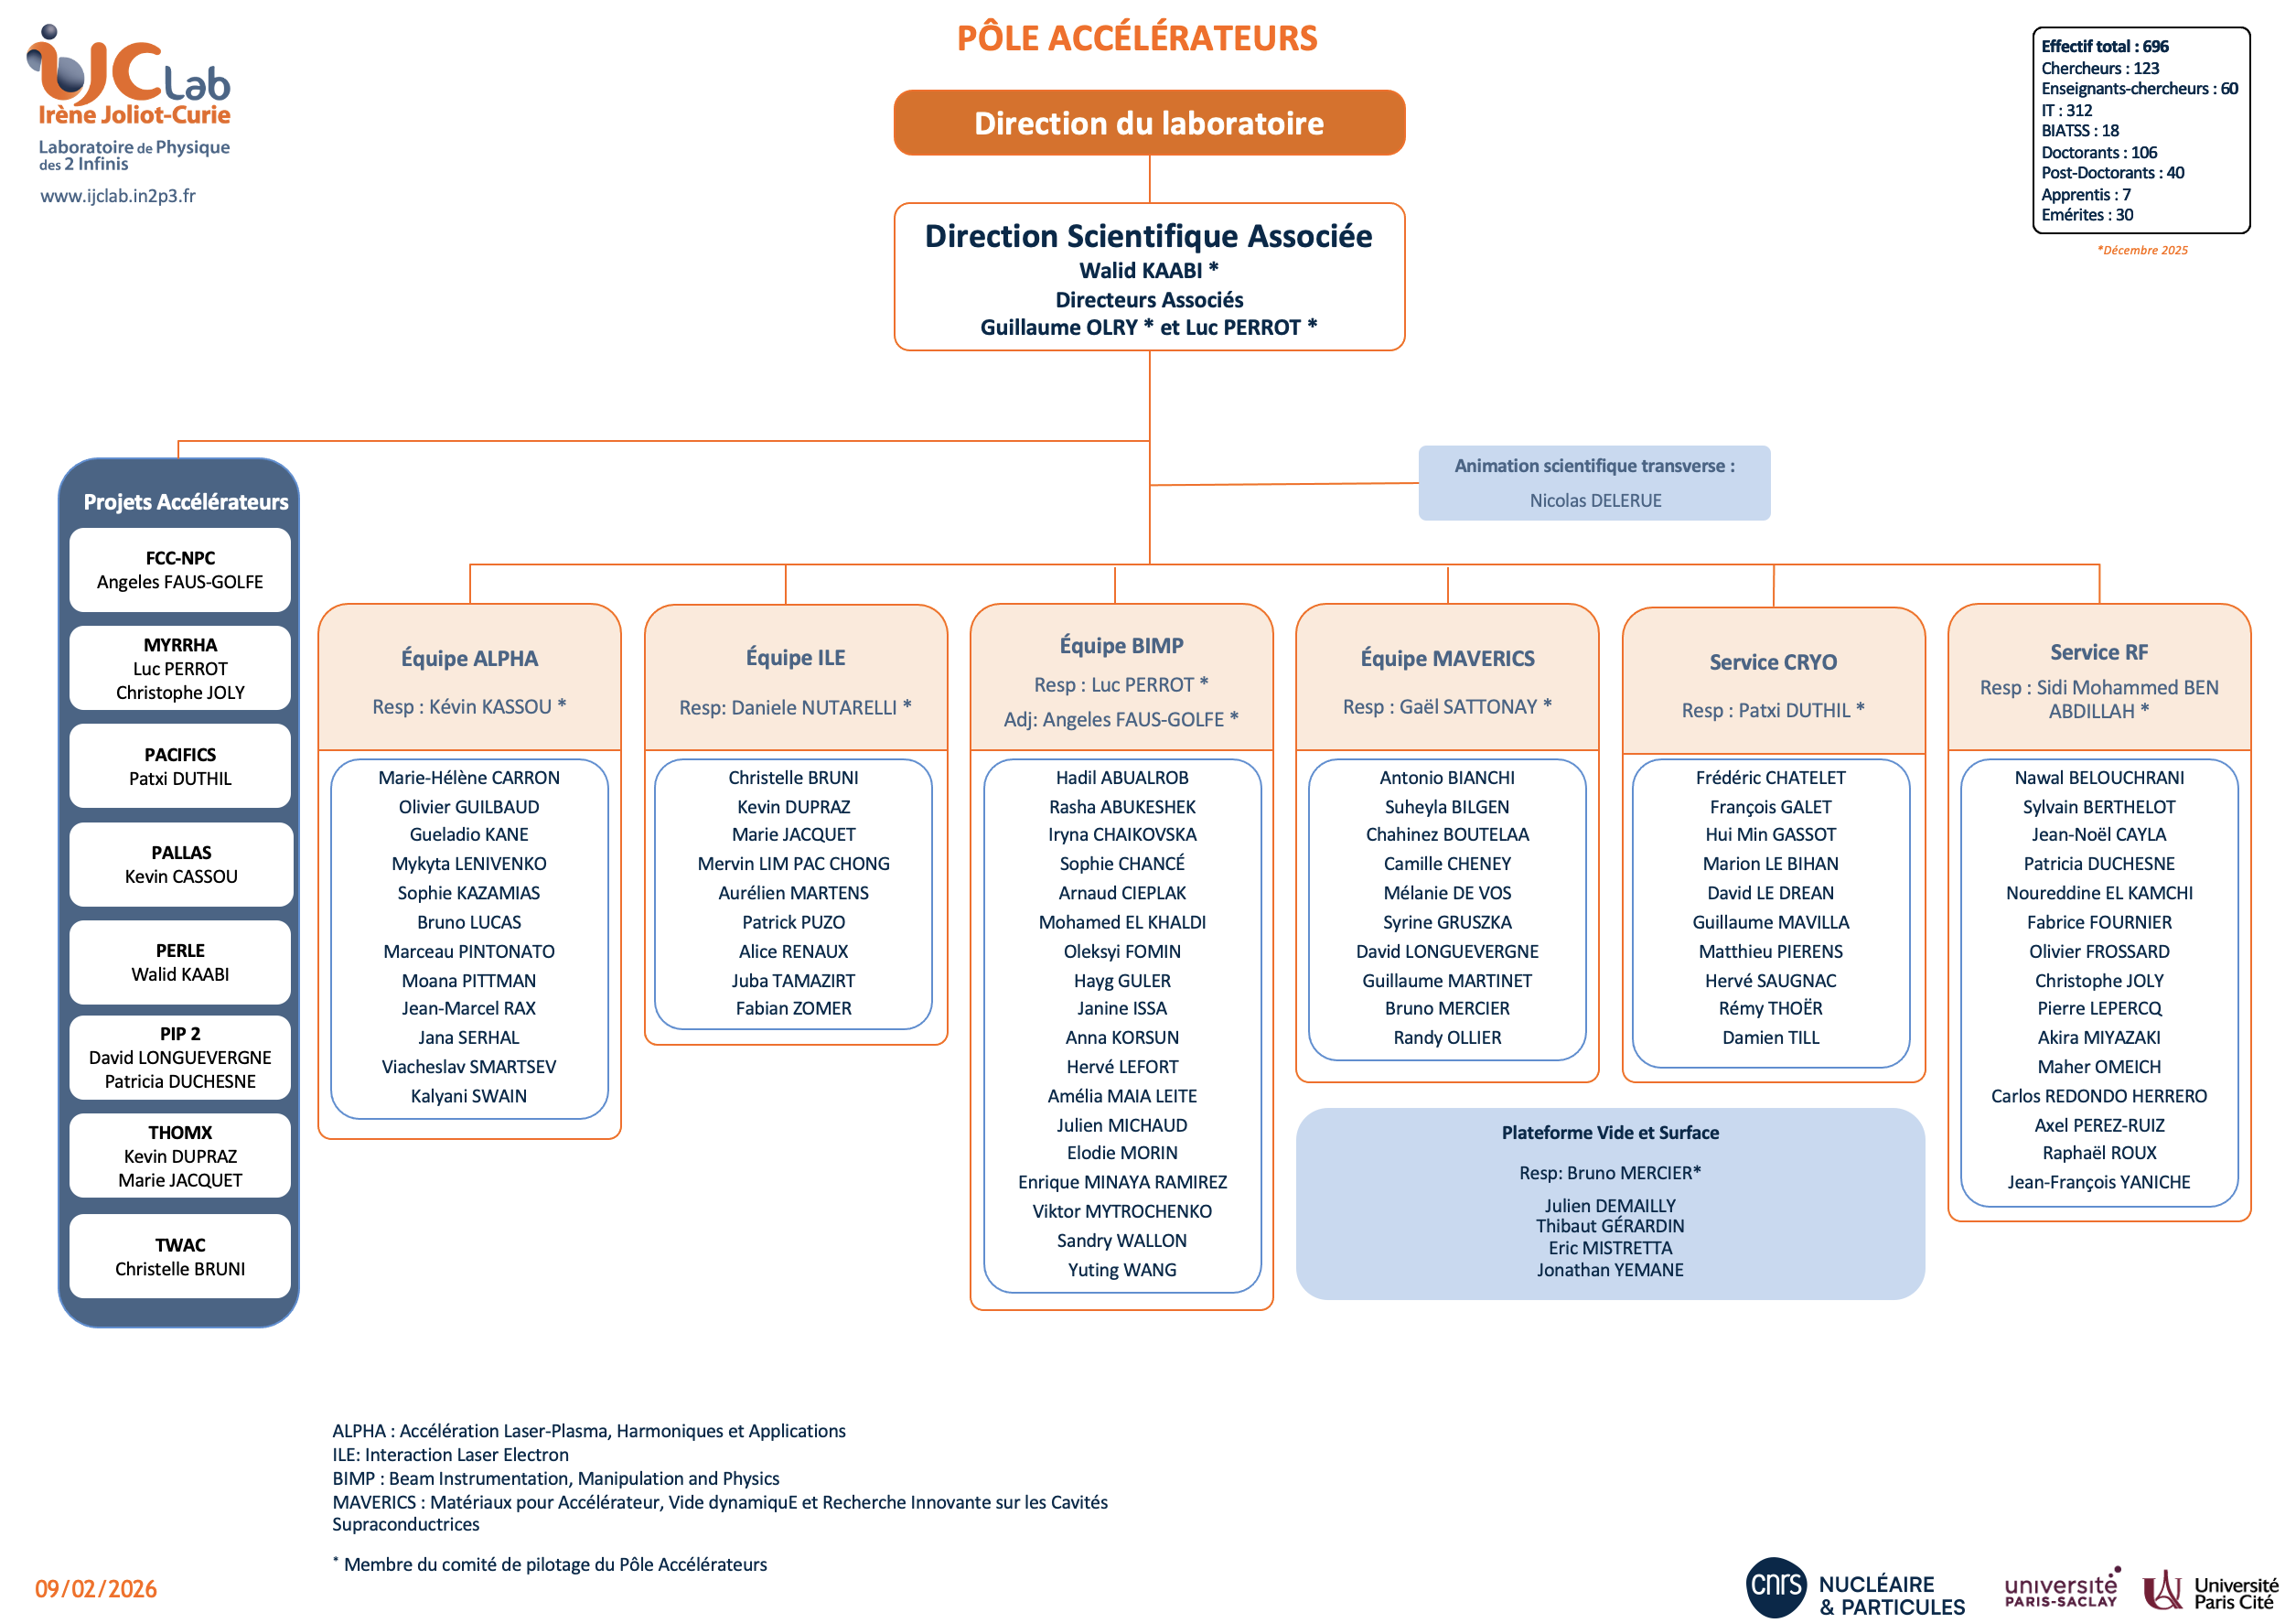 IJCLab
Irène Joliot-Curie
Laboratoire de Physique
des 2 Infinis
www.ijclab.in2p3.fr
PÔLE ACCÉLÉRATEURS
Direction du laboratoire
Direction Scientifique Associée
Walid KAABI *
Directeurs Associés
Guillaume OLRY * et Luc PERROT *
Effectif total : 696
Chercheurs : 123
Enseignants-chercheurs : 60
IT : 312
BIATSS : 18
Doctorants : 106
Post-Doctorants : 40
Apprentis : 7
Emérites : 30
*Décembre 2025
Animation scientifique transverse :
Nicolas DELERUE
Projets Accélérateurs
FCC-NPC
Angeles FAUS-GOLFE
MYRRHA
Luc PERROT
Christophe JOLY
PACIFICS
Patxi DUTHIL
PALLAS
Kevin CASSOU
PERLE
Walid KAABI
PIP 2
David LONGUEVERGNE
Patricia DUCHESNE
THOMX
Kevin DUPRAZ
Marie JACQUET
TWAC
Christelle BRUNI
Équipe ALPHA
Resp : Kévin KASSOU *
Marie-Hélène CARRON
Olivier GUILBAUD
Gueladio KANE
Mykyta LENIVENKO
Sophie KAZAMIAS
Bruno LUCAS
Marceau PINTONATO
Moana PITTMAN
Jean-Marcel RAX
Jana SERHAL
Viacheslav SMARTSEV
Kalyani SWAIN
Équipe ILE
Resp: Daniele NUTARELLI *
Christelle BRUNI
Kevin DUPRAZ
Marie JACQUET
Mervin LIM PAC CHONG
Aurélien MARTENS
Patrick PUZO
Alice RENAUX
Juba TAMAZIRT
Fabian ZOMER
Équipe BIMP
Resp : Luc PERROT *
Adj: Angeles FAUS-GOLFE *
Hadil ABUALROB
Rasha ABUKESHEK
Iryna CHAIKOVSKA
Sophie CHANCÉ
Arnaud CIEPLAK
Mohamed EL KHALDI
Oleksyi FOMIN
Hayg GULER
Janine ISSA
Anna KORSUN
Hervé LEFORT
Amélia MAIA LEITE
Julien MICHAUD
Elodie MORIN
Enrique MINAYA RAMIREZ
Viktor MYTROCHENKO
Sandry WALLON
Yuting WANG
Équipe MAVERICS
Resp : Gaël SATTONAY *
Antonio BIANCHI
Suheyla BILGEN
Chahinez BOUTELAA
Camille CHENEY
Mélanie DE VOS
Syrine GRUSZKA
David LONGUEVERGNE
Guillaume MARTINET
Bruno MERCIER
Randy OLLIER
Service CRYO
Resp : Patxi DUTHIL *
Frédéric CHATELET
François GALET
Hui Min GASSOT
Marion LE BIHAN
David LE DREAN
Guillaume MAVILLA
Matthieu PIERENS
Hervé SAUGNAC
Rémy THOËR
Damien TILL
Service RF
Resp : Sidi Mohammed BEN
ABDILLAH *
Nawal BELOUCHRANI
Sylvain BERTHELOT
Jean-Noël CAYLA
Patricia DUCHESNE
Noureddine EL KAMCHI
Fabrice FOURNIER
Olivier FROSSARD
Christophe JOLY
Pierre LEPERCQ
Akira MIYAZAKI
Maher OMEICH
Carlos REDONDO HERRERO
Axel PEREZ-RUIZ
Raphaël ROUX
Jean-François YANICHE
Plateforme Vide et Surface
Resp: Bruno MERCIER*
Julien DEMAILLY
Thibaut GÉRARDIN
Eric MISTRETTA
Jonathan YEMANE
ALPHA : Accélération Laser-Plasma, Harmoniques et Applications
ILE: Interaction Laser Electron
BIMP : Beam Instrumentation, Manipulation and Physics
MAVERICS : Matériaux pour Accélérateur, Vide dynamiquE et Recherche Innovante sur les Cavités
Supraconductrices
* Membre du comité de pilotage du Pôle Accélérateurs
09/02/2026
cnrs
NUCLÉAIRE
& PARTICULES
université
PARIS-SACLAY
Université
Paris Cité